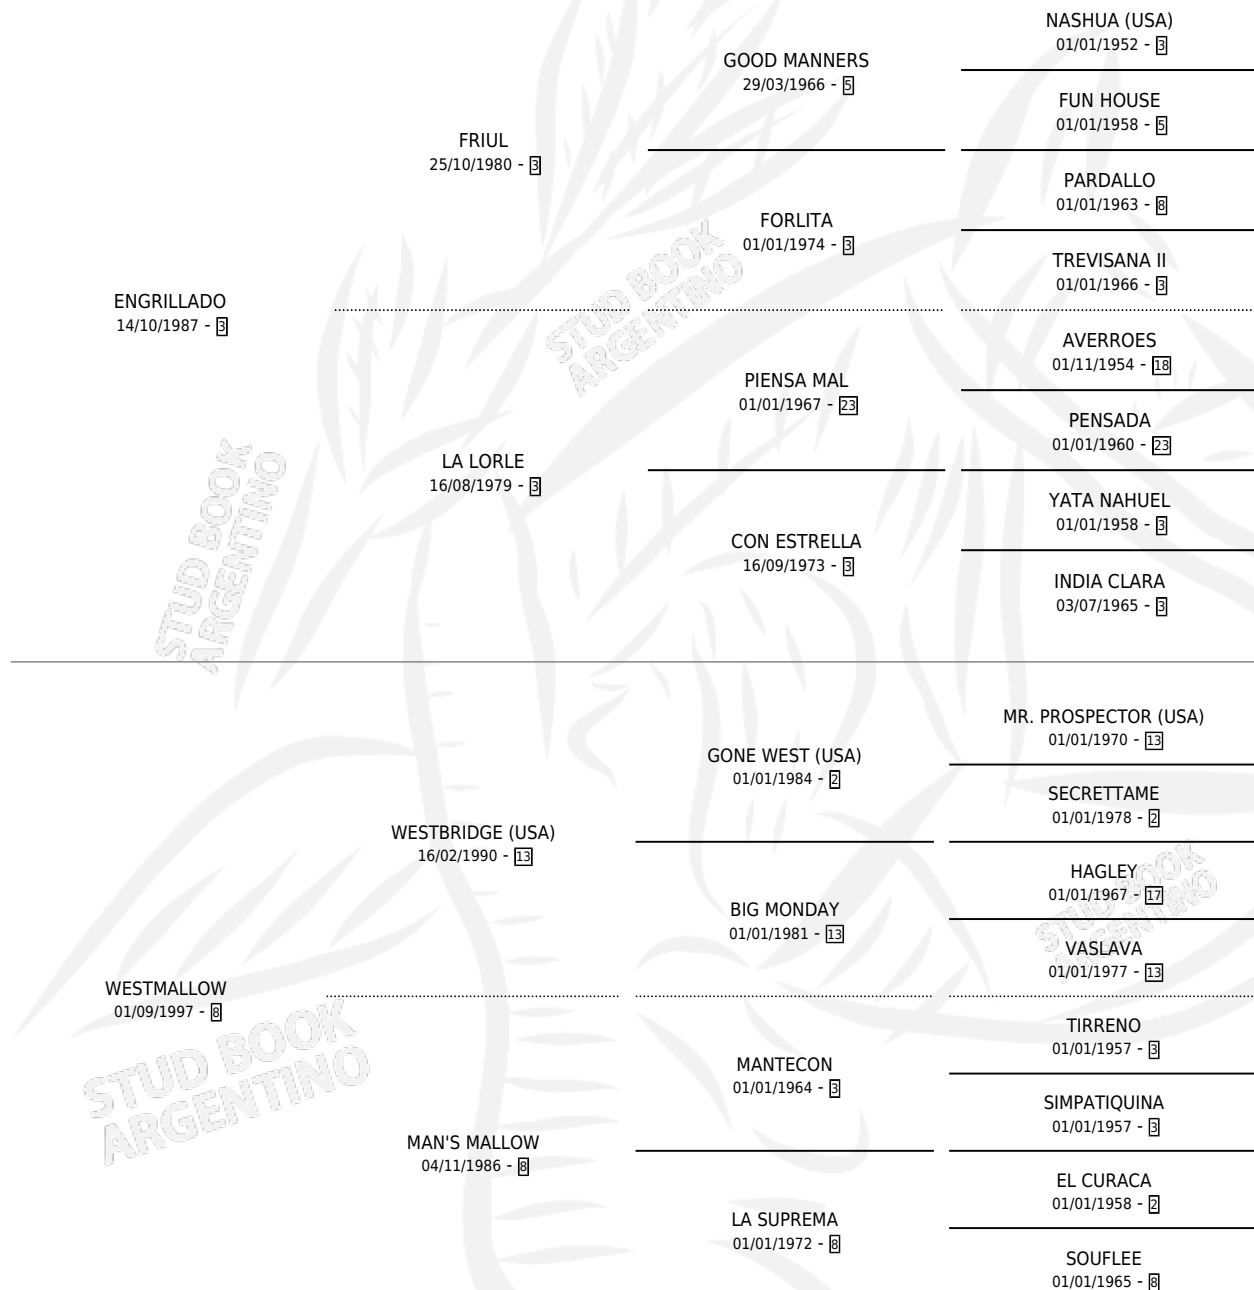 NASHUA (USA)
01/01/1952 - 3
GOOD MANNERS
29/03/1966 - 5
FUN HOUSE
01/01/1958 - 5
FRIUL
25/10/1980 - 3
PARDALLO
01/01/1963 - 8
FORLITA
01/01/1974 - 3
TREVISANA II
01/01/1966 - 3
ENGRILLADO
14/10/1987 - 3
STUD BOOK
ARGENTINO
AVERROES
01/11/1954 - 18
PIENSA MAL
01/01/1967 - 23
PENSADA
01/01/1960 - 23
LA LORLE
16/08/1979 - 3
YATA NAHUEL
01/01/1958 - 3
CON ESTRELLA
16/09/1973 - 3
INDIA CLARA
03/07/1965 - 3
STUD BOOK
ARGENTINO
MR. PROSPECTOR (USA)
01/01/1970 - 13
GONE WEST (USA)
01/01/1984 - 2
SECRETTAME
01/01/1978 - 2
WESTBRIDGE (USA)
16/02/1990 - 13
HAGLEY
01/01/1967 - 17
BIG MONDAY
01/01/1981 - 13
VASLAVA
01/01/1977 - 13
STUD BOOK
ARGENTINO
WESTMALLOW
01/09/1997 - 8
TIRRENO
01/01/1957 - 3
MANTECON
01/01/1964 - 3
SIMPATIQUINA
01/01/1957 - 3
STUD BOOK
ARGENTINO
MAN'S MALLOW
04/11/1986 - 8
EL CURACA
01/01/1958 - 2
LA SUPREMA
01/01/1972 - 8
SOUFLEE
01/01/1965 - 8